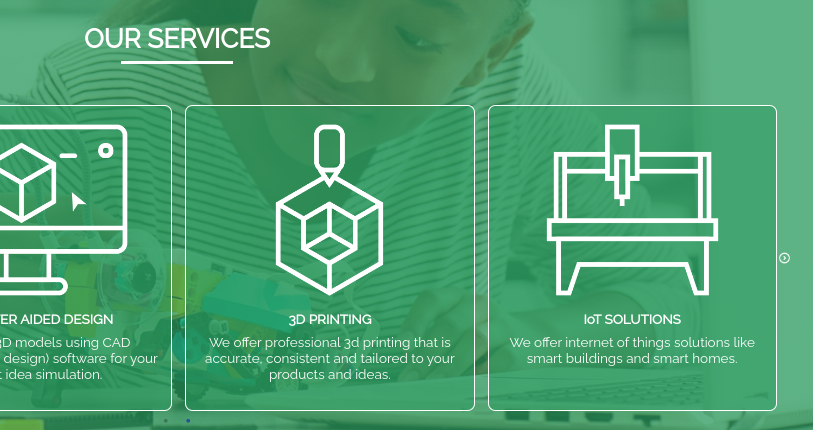 OUR SERVICES
ER AIDED DESIGN
3D models using CAD
design) software for your
idea simulation.
3D PRINTING
We offer professional 3d printing that is
accurate, consistent and tailored to your
products and ideas.
IoT SOLUTIONS
We offer internet of things solutions like
smart buildings and smart homes.